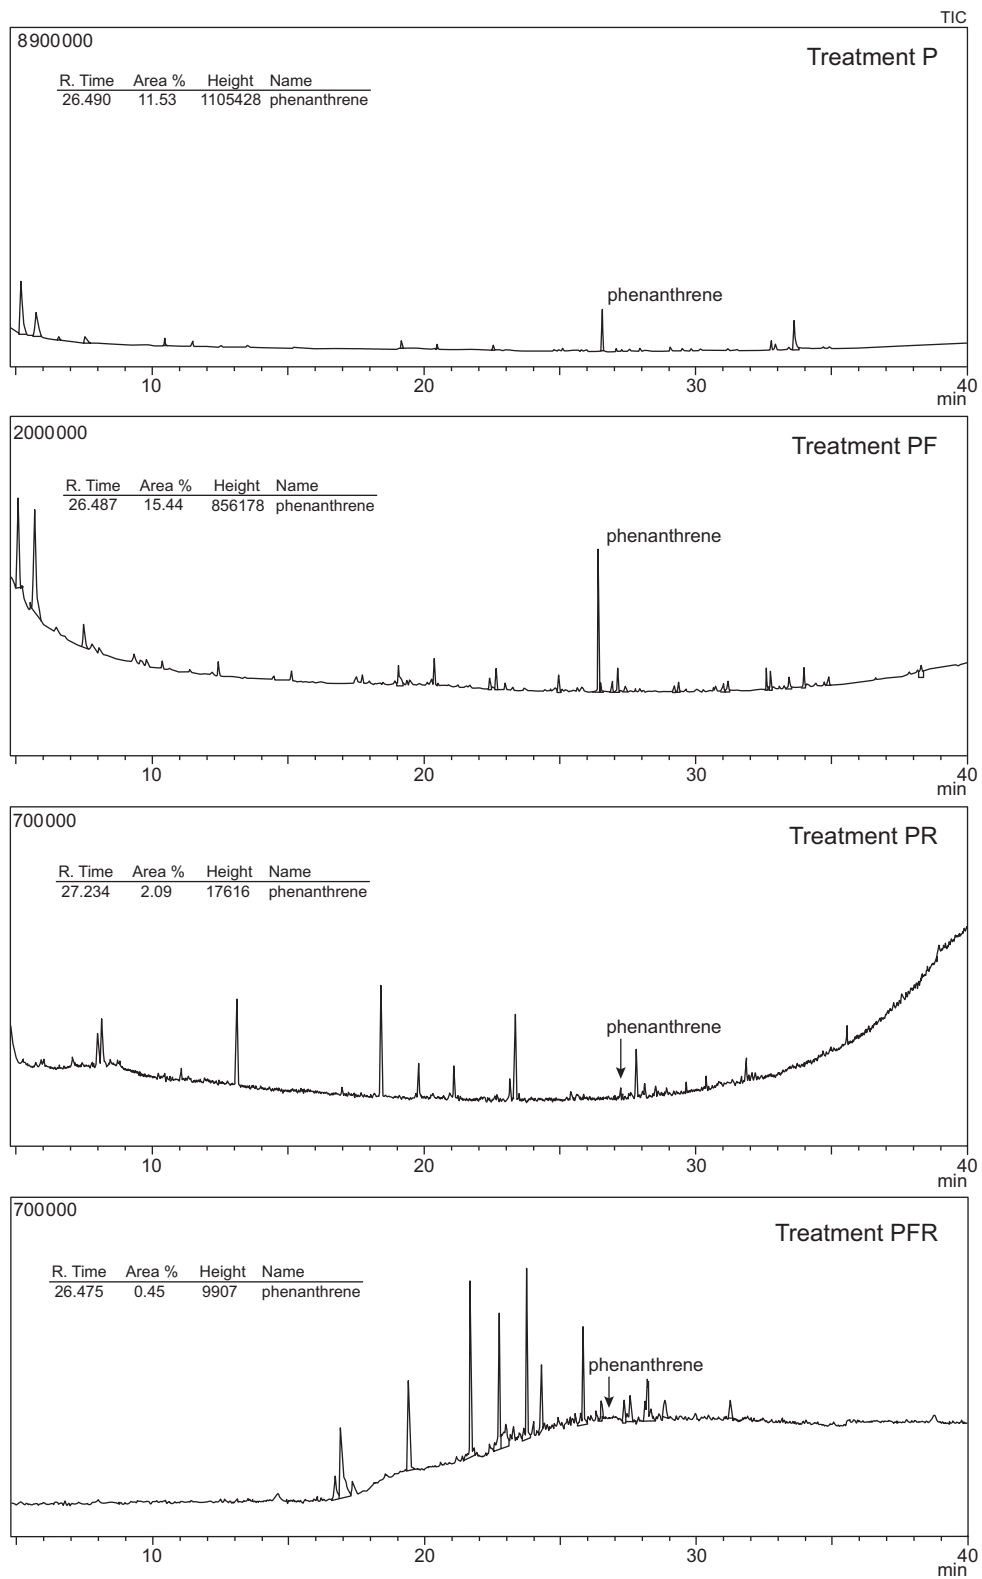 TIC
8900000
Treatment P
R. Time Area % Height Name
26.490 11.53 1105428 phenanthrene
phenanthrene
10 20 30 40
min
2000000
Treatment PF
R. Time Area % Height Name
26.487 15.44 856178 phenanthrene
phenanthrene
10 20 30 40
min
700000
Treatment PR
R. Time Area % Height Name
27.234 2.09 17616 phenanthrene
phenanthrene
10 20 30 40
min
700000
Treatment PFR
R. Time Area % Height Name
26.475 0.45 9907 phenanthrene
phenanthrene
10 20 30 40
min